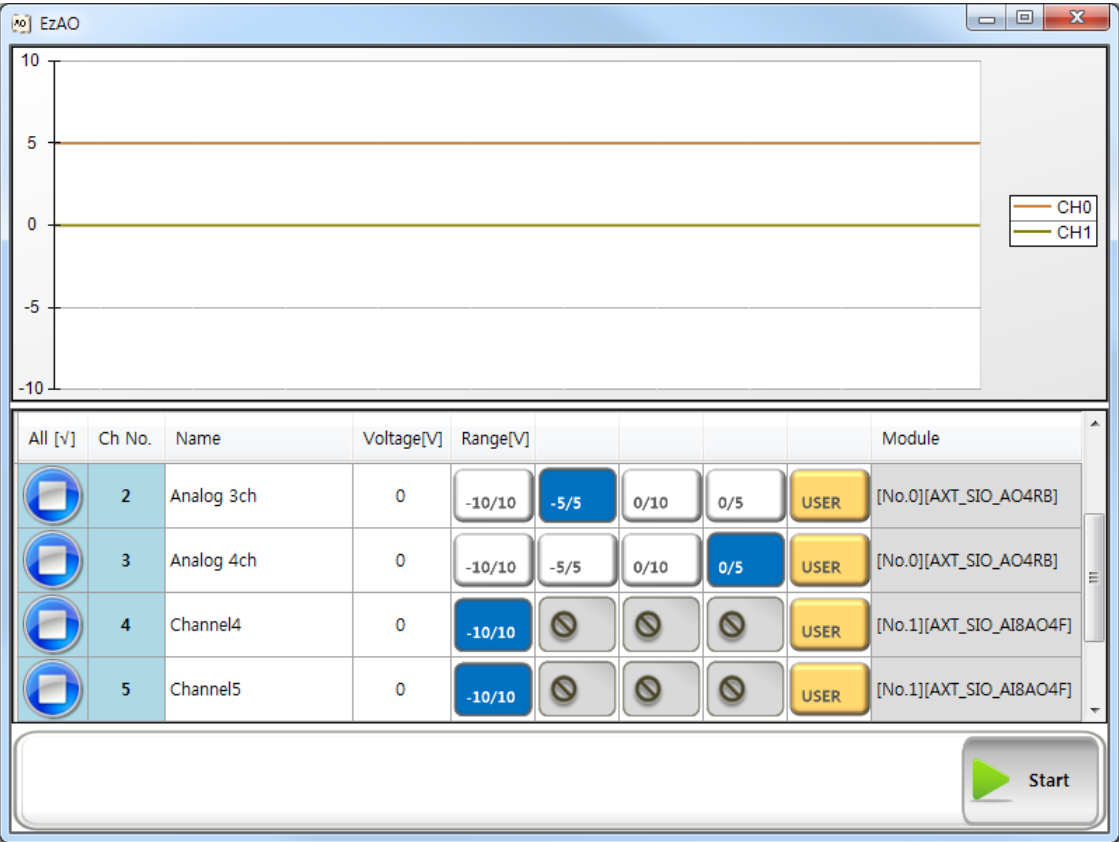 EzAO
10
5
0
-5
-10
CH0
CH1
All [√] Ch No. Name Voltage[V] Range[V] Module
2 Analog 3ch 0 -10/10 -5/5 0/10 0/5 USER [No.0][AXT_SIO_AO4RB]
3 Analog 4ch 0 -10/10 -5/5 0/10 0/5 USER [No.0][AXT_SIO_AO4RB]
4 Channel4 0 -10/10 USER [No.1][AXT_SIO_AI8AO4F]
5 Channel5 0 -10/10 USER [No.1][AXT_SIO_AI8AO4F]
Start